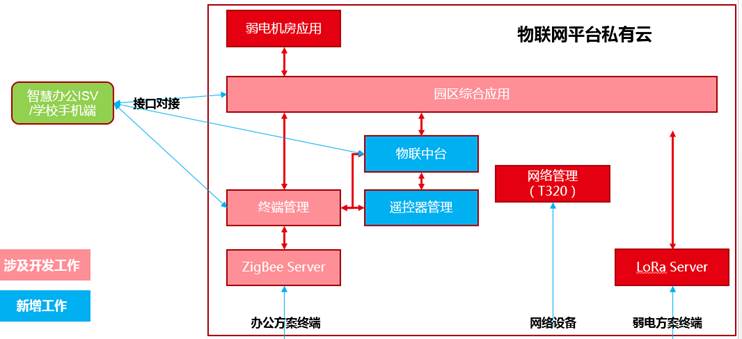 弱电机房应用
物联网平台私有云
智慧办公ISV
/学校手机端
接口对接
园区综合应用
物联中台
网络管理
（T320）
终端管理
遥控器管理
涉及开发工作
ZigBee Server
LoRa Server
新增工作
办公方案终端
网络设备
弱电方案终端